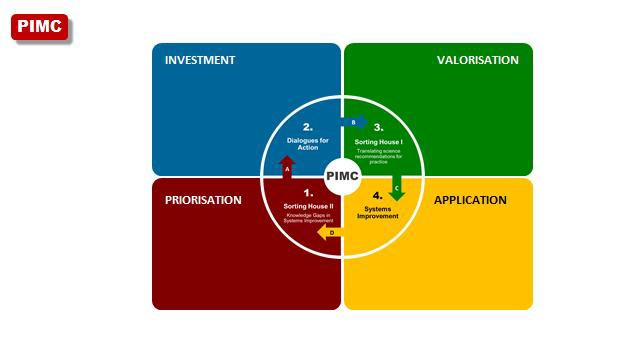 PIMC
INVESTMENT
VALORISATION
2.
Dialogues for
Action
B
3.
Sorting House I
Translating science
recommendations for
practice
A
PIMC
C
PRIORISATION
1.
Sorting House II
Knowledge Gaps in
Systems Improvement
D
4.
Systems
Improvement
APPLICATION